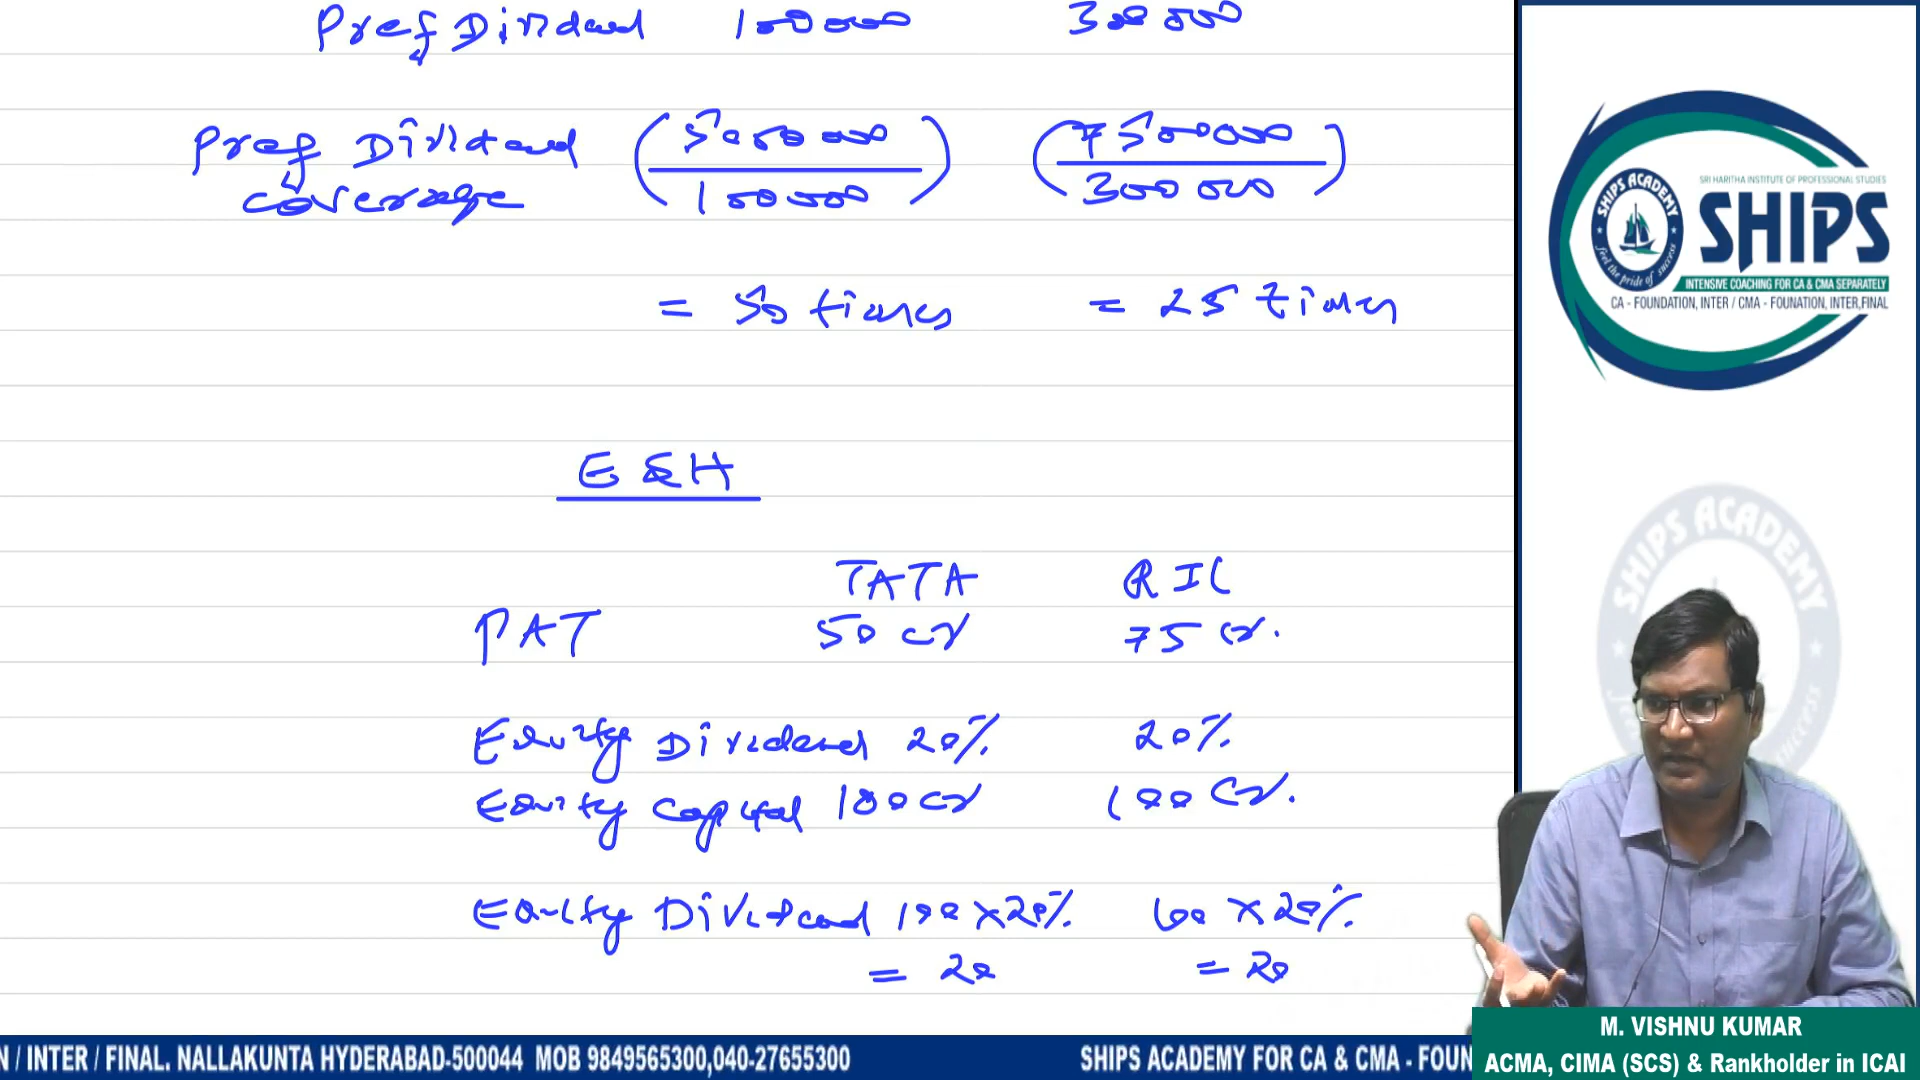 Pref Dividend 100000 300000
Pref Dividend coverage (5000000 / 100000) (7500000 / 300000)
= 50 times = 25 times
E S H
TATA RIL
PAT 50 cr 75 cr.
Equity Dividend 20% 20%
Equity Capital 100 cr 100 cr.
Equity Dividend 100 x 20% 100 x 20%
= 20 = 20
SHIPS ACADEMY
feel the pride of success
SRI HARITHA INSTITUTE OF PROFESSIONAL STUDIES
SHIPS
INTENSIVE COACHING FOR CA & CMA SEPARATELY
CA - FOUNDATION, INTER / CMA - FOUNATION, INTER,FINAL
SHIPS ACADEMY
success
M. VISHNU KUMAR
ACMA, CIMA (SCS) & Rankholder in ICAI
N / INTER / FINAL. NALLAKUNTA HYDERABAD-500044 MOB 9849565300,040-27655300 SHIPS ACADEMY FOR CA & CMA - FOUN